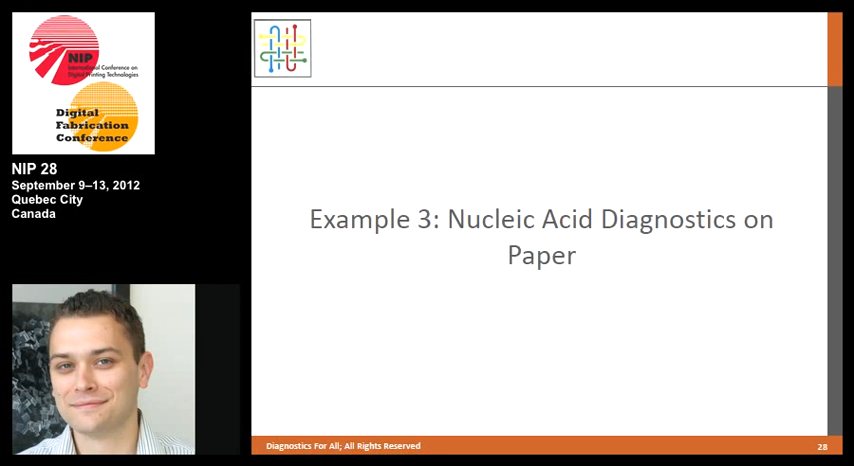 NIP
International Conference on
Digital Printing Technologies
Digital
Fabrication
Conference
NIP 28
September 9–13, 2012
Quebec City
Canada
Example 3: Nucleic Acid Diagnostics on
Paper
Diagnostics For All; All Rights Reserved
28